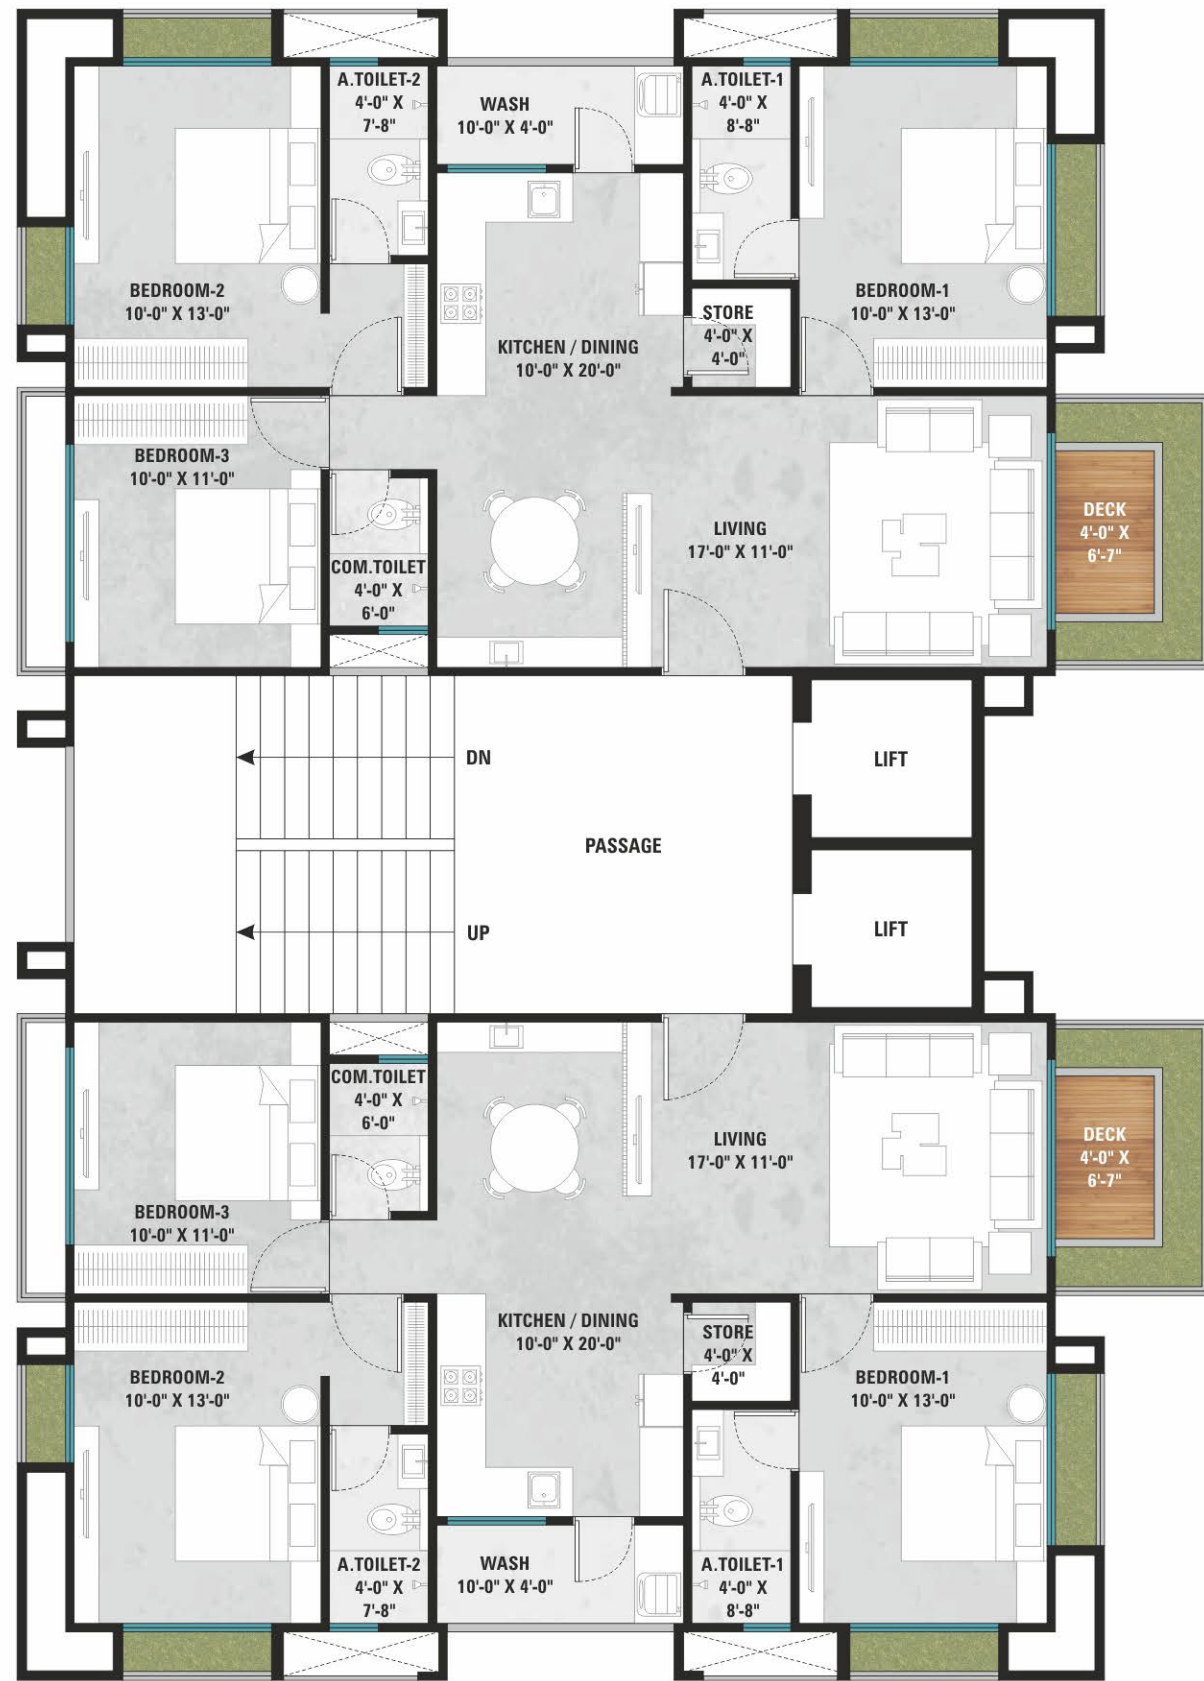 A.TOILET-2
4'-0" X
7'-8"
WASH
10'-0" X 4'-0"
A.TOILET-1
4'-0" X
8'-8"
BEDROOM-2
10'-0" X 13'-0"
BEDROOM-1
10'-0" X 13'-0"
STORE
4'-0" X
4'-0"
KITCHEN / DINING
10'-0" X 20'-0"
BEDROOM-3
10'-0" X 11'-0"
COM.TOILET
4'-0" X
6'-0"
LIVING
17'-0" X 11'-0"
DECK
4'-0" X
6'-7"
DN
LIFT
PASSAGE
UP
LIFT
COM.TOILET
4'-0" X
6'-0"
LIVING
17'-0" X 11'-0"
DECK
4'-0" X
6'-7"
BEDROOM-3
10'-0" X 11'-0"
KITCHEN / DINING
10'-0" X 20'-0"
STORE
4'-0" X
4'-0"
BEDROOM-2
10'-0" X 13'-0"
BEDROOM-1
10'-0" X 13'-0"
A.TOILET-2
4'-0" X
7'-8"
WASH
10'-0" X 4'-0"
A.TOILET-1
4'-0" X
8'-8"